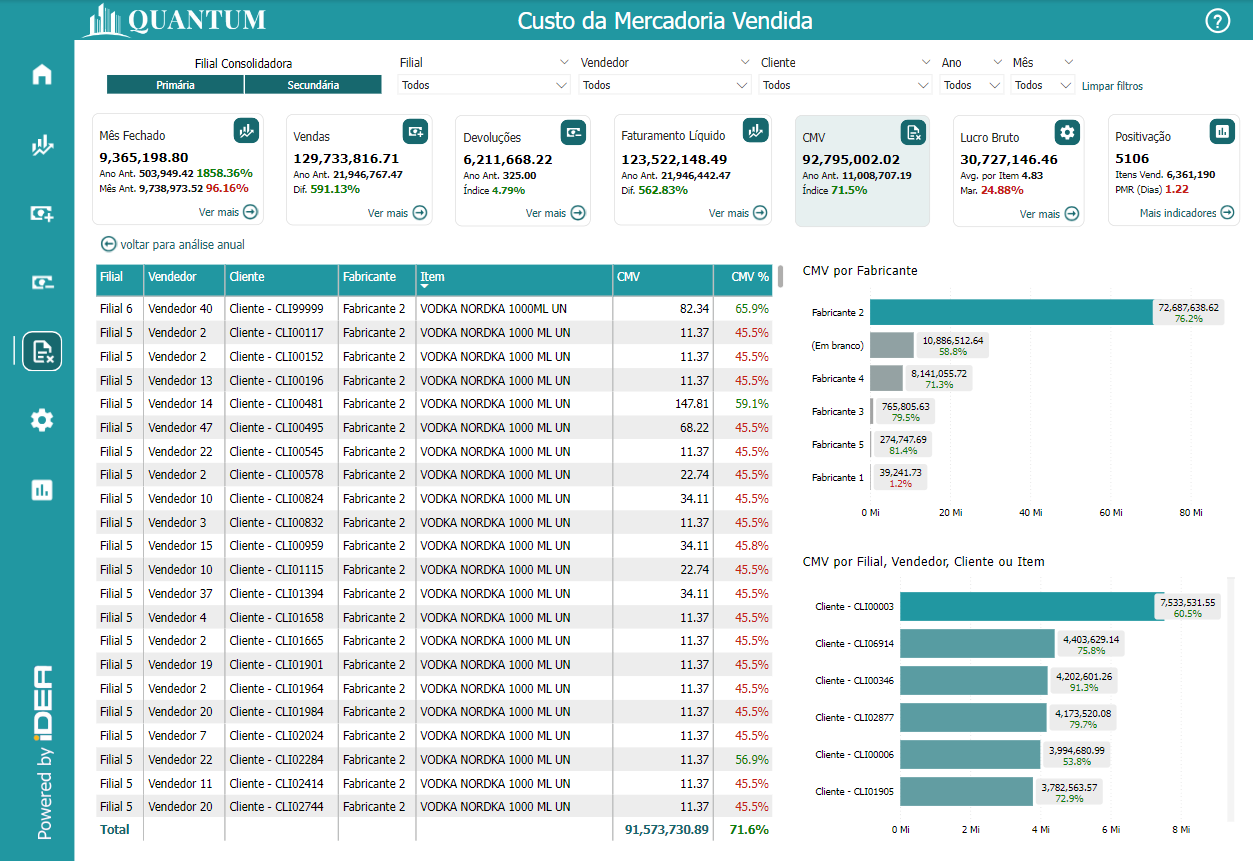 QUANTUM
Custo da Mercadoria Vendida
?
Filial Consolidadora
Primária
Secundária
Filial
Todos
Vendedor
Todos
Cliente
Todos
Ano
Todos
Mês
Todos
Limpar filtros
Mês Fechado
9,365,198.80
Ano Ant. 503,949.42 1858.36%
Mês Ant. 9,738,973.52 96.16%
Ver mais
Vendas
129,733,816.71
Ano Ant. 21,946,767.47
Dif. 591.13%
Ver mais
Devoluções
6,211,668.22
Ano Ant. 325.00
Índice 4.79%
Ver mais
Faturamento Líquido
123,522,148.49
Ano Ant. 21,946,442.47
Dif. 562.83%
Ver mais
CMV
92,795,002.02
Ano Ant. 11,008,707.19
Índice 71.5%
Lucro Bruto
30,727,146.46
Avg. por Item 4.83
Mar. 24.88%
Ver mais
Positivação
5106
Itens Vend. 6,361,190
PMR (Dias) 1.22
Mais indicadores
voltar para análise anual
Filial Vendedor Cliente Fabricante Item CMV CMV %
Filial 6 Vendedor 40 Cliente - CLI99999 Fabricante 2 VODKA NORDKA 1000ML UN 82.34 65.9%
Filial 5 Vendedor 2 Cliente - CLI00117 Fabricante 2 VODKA NORDKA 1000 ML UN 11.37 45.5%
Filial 5 Vendedor 2 Cliente - CLI00152 Fabricante 2 VODKA NORDKA 1000 ML UN 11.37 45.5%
Filial 5 Vendedor 13 Cliente - CLI00196 Fabricante 2 VODKA NORDKA 1000 ML UN 11.37 45.5%
Filial 5 Vendedor 14 Cliente - CLI00481 Fabricante 2 VODKA NORDKA 1000 ML UN 147.81 59.1%
Filial 5 Vendedor 47 Cliente - CLI00495 Fabricante 2 VODKA NORDKA 1000 ML UN 68.22 45.5%
Filial 5 Vendedor 22 Cliente - CLI00545 Fabricante 2 VODKA NORDKA 1000 ML UN 11.37 45.5%
Filial 5 Vendedor 2 Cliente - CLI00578 Fabricante 2 VODKA NORDKA 1000 ML UN 22.74 45.5%
Filial 5 Vendedor 10 Cliente - CLI00824 Fabricante 2 VODKA NORDKA 1000 ML UN 34.11 45.5%
Filial 5 Vendedor 3 Cliente - CLI00832 Fabricante 2 VODKA NORDKA 1000 ML UN 11.37 45.5%
Filial 5 Vendedor 15 Cliente - CLI00959 Fabricante 2 VODKA NORDKA 1000 ML UN 34.11 45.8%
Filial 5 Vendedor 10 Cliente - CLI01115 Fabricante 2 VODKA NORDKA 1000 ML UN 22.74 45.5%
Filial 5 Vendedor 37 Cliente - CLI01394 Fabricante 2 VODKA NORDKA 1000 ML UN 34.11 45.5%
Filial 5 Vendedor 4 Cliente - CLI01658 Fabricante 2 VODKA NORDKA 1000 ML UN 11.37 45.5%
Filial 5 Vendedor 2 Cliente - CLI01665 Fabricante 2 VODKA NORDKA 1000 ML UN 11.37 45.5%
Filial 5 Vendedor 19 Cliente - CLI01901 Fabricante 2 VODKA NORDKA 1000 ML UN 11.37 45.5%
Filial 5 Vendedor 2 Cliente - CLI01964 Fabricante 2 VODKA NORDKA 1000 ML UN 11.37 45.5%
Filial 5 Vendedor 20 Cliente - CLI01984 Fabricante 2 VODKA NORDKA 1000 ML UN 11.37 45.5%
Filial 5 Vendedor 7 Cliente - CLI02024 Fabricante 2 VODKA NORDKA 1000 ML UN 11.37 45.5%
Filial 5 Vendedor 22 Cliente - CLI02284 Fabricante 2 VODKA NORDKA 1000 ML UN 11.37 56.9%
Filial 5 Vendedor 11 Cliente - CLI02414 Fabricante 2 VODKA NORDKA 1000 ML UN 11.37 45.5%
Filial 5 Vendedor 20 Cliente - CLI02744 Fabricante 2 VODKA NORDKA 1000 ML UN 11.37 45.5%
Total 91,573,730.89 71.6%
CMV por Fabricante
Fabricante 2 72,687,638.62
76.2%
(Em branco) 10,886,512.64
58.8%
Fabricante 4 8,141,055.72
71.3%
Fabricante 3 765,805.63
79.5%
Fabricante 5 274,747.69
81.4%
Fabricante 1 39,241.73
1.2%
0 Mi 20 Mi 40 Mi 60 Mi 80 Mi
CMV por Filial, Vendedor, Cliente ou Item
Cliente - CLI00003 7,533,531.55
60.5%
Cliente - CLI06914 4,403,629.14
75.8%
Cliente - CLI00346 4,202,601.26
91.3%
Cliente - CLI02877 4,173,520.08
79.7%
Cliente - CLI00006 3,994,680.99
53.8%
Cliente - CLI01905 3,782,563.57
72.9%
0 Mi 2 Mi 4 Mi 6 Mi 8 Mi
Powered by iDEA